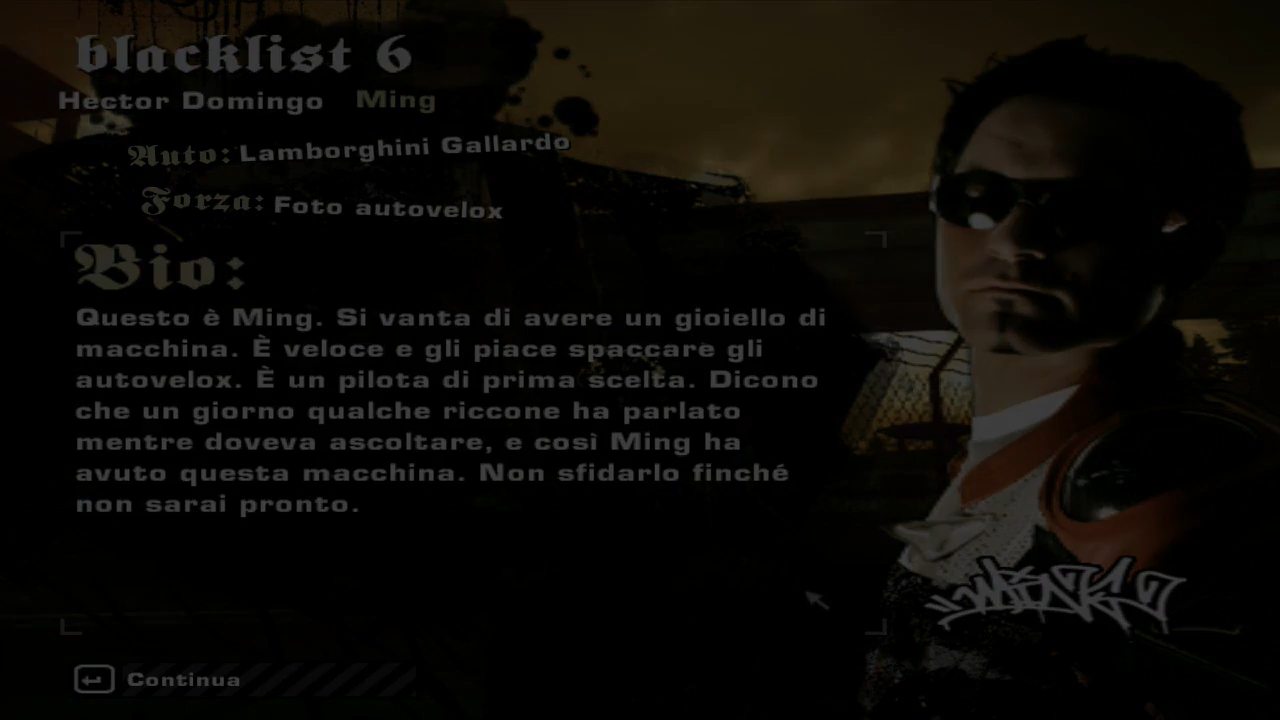 blacklist 6
Hector Domingo Ming
Auto: Lamborghini Gallardo
Forza: Foto autovelox
Bio:
Questo è Ming. Si vanta di avere un gioiello di
macchina. È veloce e gli piace spaccare gli
autovelox. È un pilota di prima scelta. Dicono
che un giorno qualche riccone ha parlato
mentre doveva ascoltare, e così Ming ha
avuto questa macchina. Non sfidarlo finché
non sarai pronto.
MING
Continua